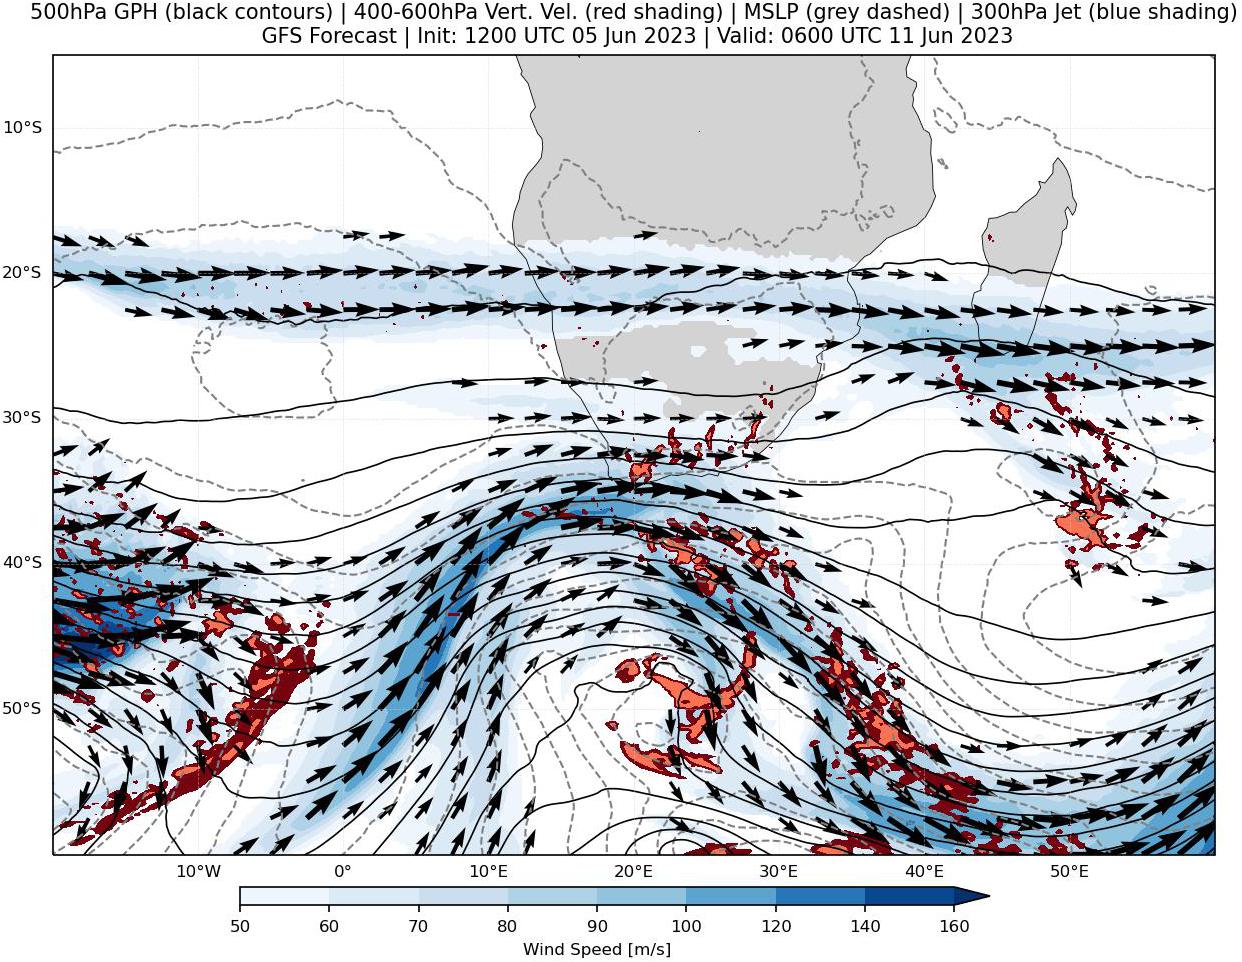 500hPa GPH (black contours) | 400-600hPa Vert. Vel. (red shading) | MSLP (grey dashed) | 300hPa Jet (blue shading)
GFS Forecast | Init: 1200 UTC 05 Jun 2023 | Valid: 0600 UTC 11 Jun 2023
10°S
20°S
30°S
40°S
50°S
10°W 0° 10°E 20°E 30°E 40°E 50°E
50 60 70 80 90 100 120 140 160
Wind Speed [m/s]